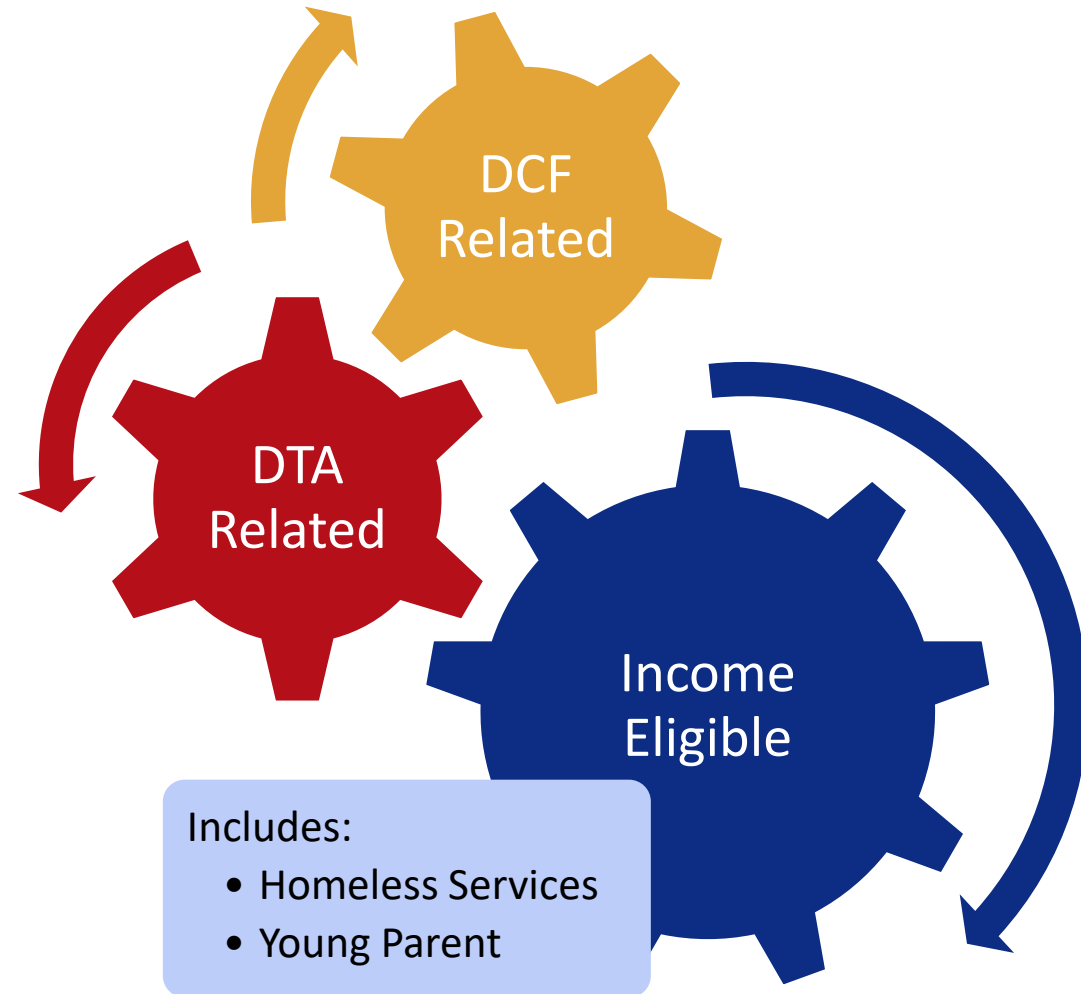 DCF
Related
DTA
Related
Income
Eligible
Includes:
• Homeless Services
• Young Parent